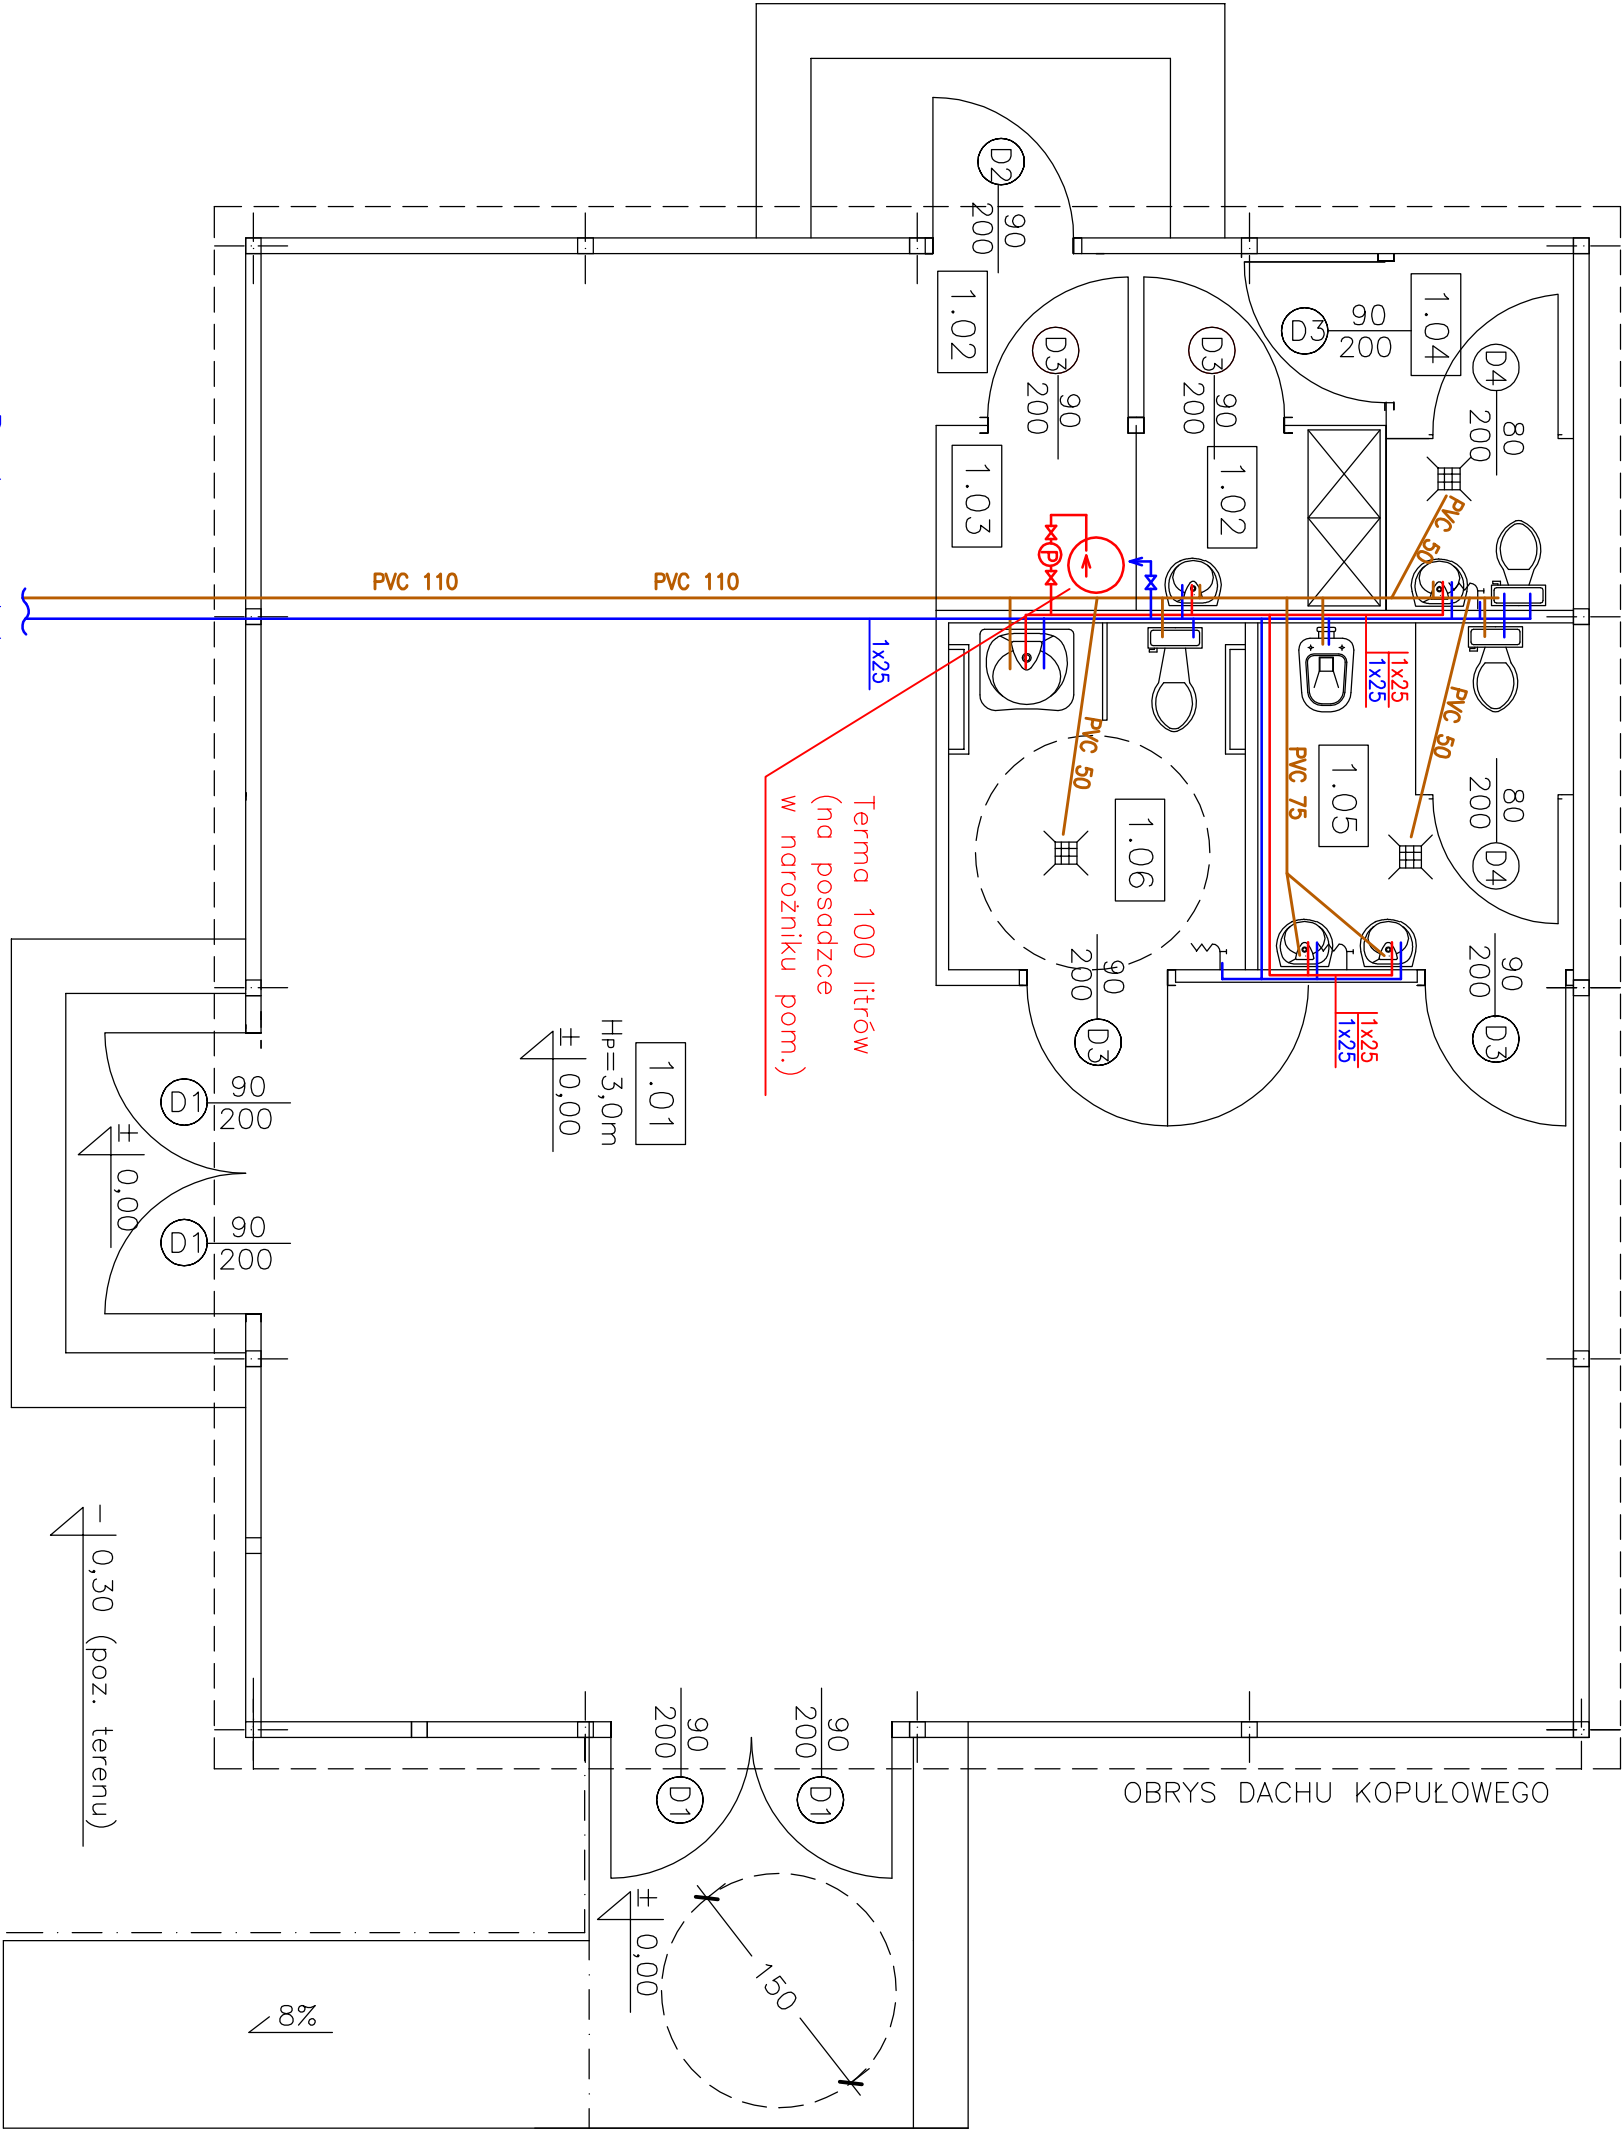 D2
90
200
1.02
D3
90
200
D3
90
200
D3
90
200
1.04
D4
80
200
1.03
1.02
PVC 50
P
PVC 110
PVC 110
1x25
1x25
1x25
PVC 50
PVC 50
PVC 75
1.05
1.06
80
200
D4
90
200
D3
90
200
D3
1x25
1x25
Terma 100 litrów
(na posadzce
w narożniku pom.)
1.01
Hp=3,0m
± 0,00
D1
90
200
± 0,00
D1
90
200
- 0,30 (poz. terenu)
90
200
D1
90
200
D1
OBRYS DACHU KOPUŁOWEGO
± 0,00
150
8%